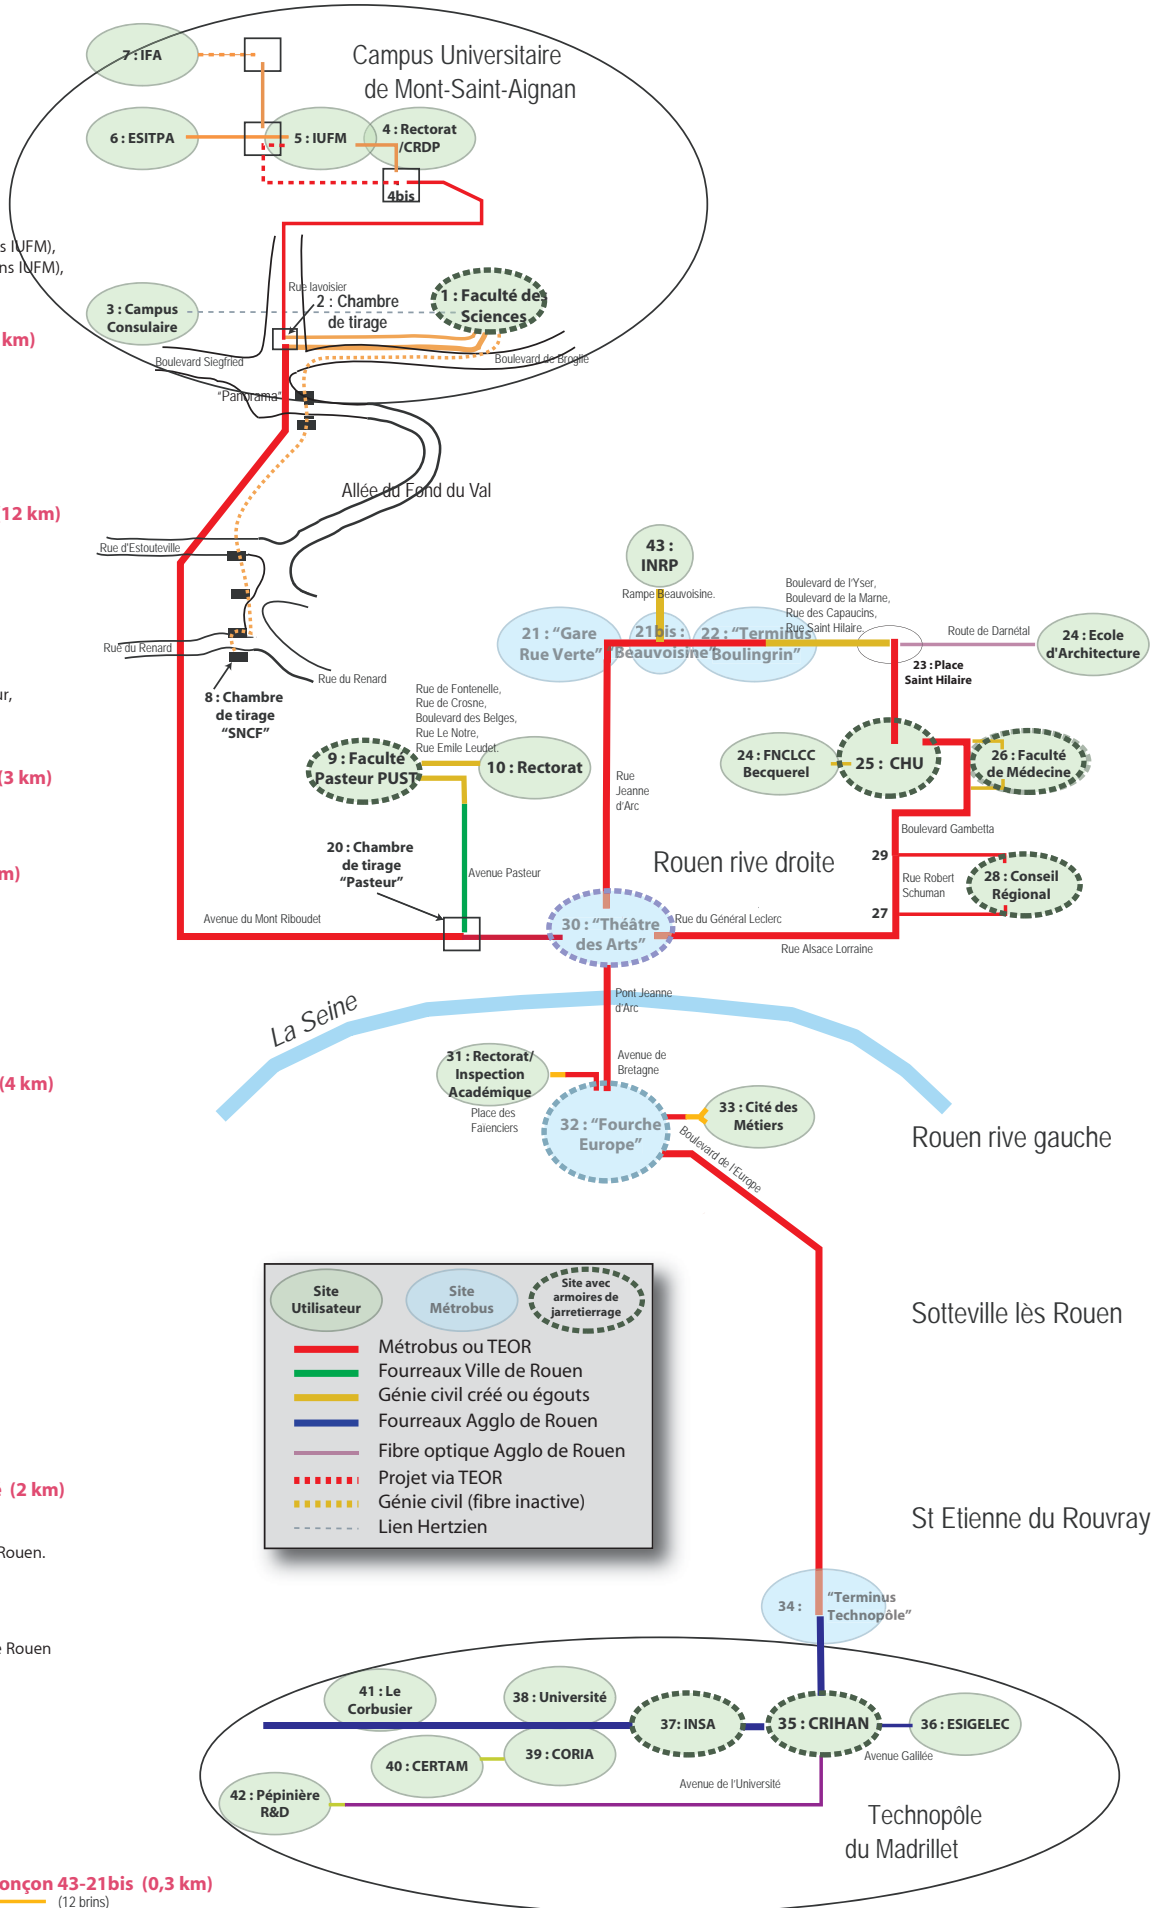 7 : IFA
Campus Universitaire
de Mont-Saint-Aignan
6 : ESITPA
5 : IUFM
4 : Rectorat
/CRDP
4bis
s IUFM),
ns IUFM),
Rue lavoisier
3 : Campus
Consulaire
2 : Chambre
de tirage
1 : Faculté des
Sciences
km)
Boulevard Siegfried
Boulevard de Broglie
"Panorama"
Allée du Fond du Val
12 km)
Rue d'Estouteville
43 :
INRP
Rampe Beauvoisine.
Boulevard de l'Yser,
Boulevard de la Marne,
Rue des Capaucins,
Rue Saint Hilaire.
21 : "Gare
Rue Verte"
21bis :
"Beauvoisine"
22 : "Terminus
Boulingrin"
Route de Darnétal
24 : Ecole
d'Architecture
23 : Place
Saint Hilaire
Rue du Renard
Rue du Renard
ur,
8 : Chambre
de tirage
"SNCF"
Rue de Fontenelle,
Rue de Crosne,
Boulevard des Belges,
Rue Le Notre,
Rue Emile Leudet.
9 : Faculté
Pasteur PUST
10 : Rectorat
(3 km)
Rue
Jeanne
d'Arc
24 : FNCLCC
Becquerel
25 : CHU
26 : Faculté
de Médecine
Boulevard Gambetta
20 : Chambre
de tirage
"Pasteur"
Avenue Pasteur
Rouen rive droite
29
Rue Robert
Schuman
28 : Conseil
Régional
27
m)
Avenue du Mont Riboudet
30 : "Théâtre
des Arts"
Rue du Général Leclerc
Rue Alsace Lorraine
La Seine
Pont Jeanne
d'Arc
31 : Rectorat/
Inspection
Académique
Avenue de
Bretagne
(4 km)
Place des
Faïenciers
32 : "Fourche
Europe"
33 : Cité des
Métiers
Boulevard de l'Europe
Rouen rive gauche
Site
Utilisateur
Site
Métrobus
Site avec
armoires de
jarretierrage
Métrobus ou TEOR
Fourreaux Ville de Rouen
Génie civil créé ou égouts
Fourreaux Agglo de Rouen
Fibre optique Agglo de Rouen
Projet via TEOR
Génie civil (fibre inactive)
Lien Hertzien
Sotteville lès Rouen
e (2 km)
St Etienne du Rouvray
Rouen.
34 :
"Terminus
Technopôle"
e Rouen
41 : Le
Corbusier
38 : Université
37: INSA
35 : CRIHAN
36 : ESIGELEC
40 : CERTAM
39 : CORIA
Avenue Galilée
42 : Pépinière
R&D
Avenue de l'Université
Technopôle
du Madrillet
onçon 43-21bis (0,3 km)
(12 brins)